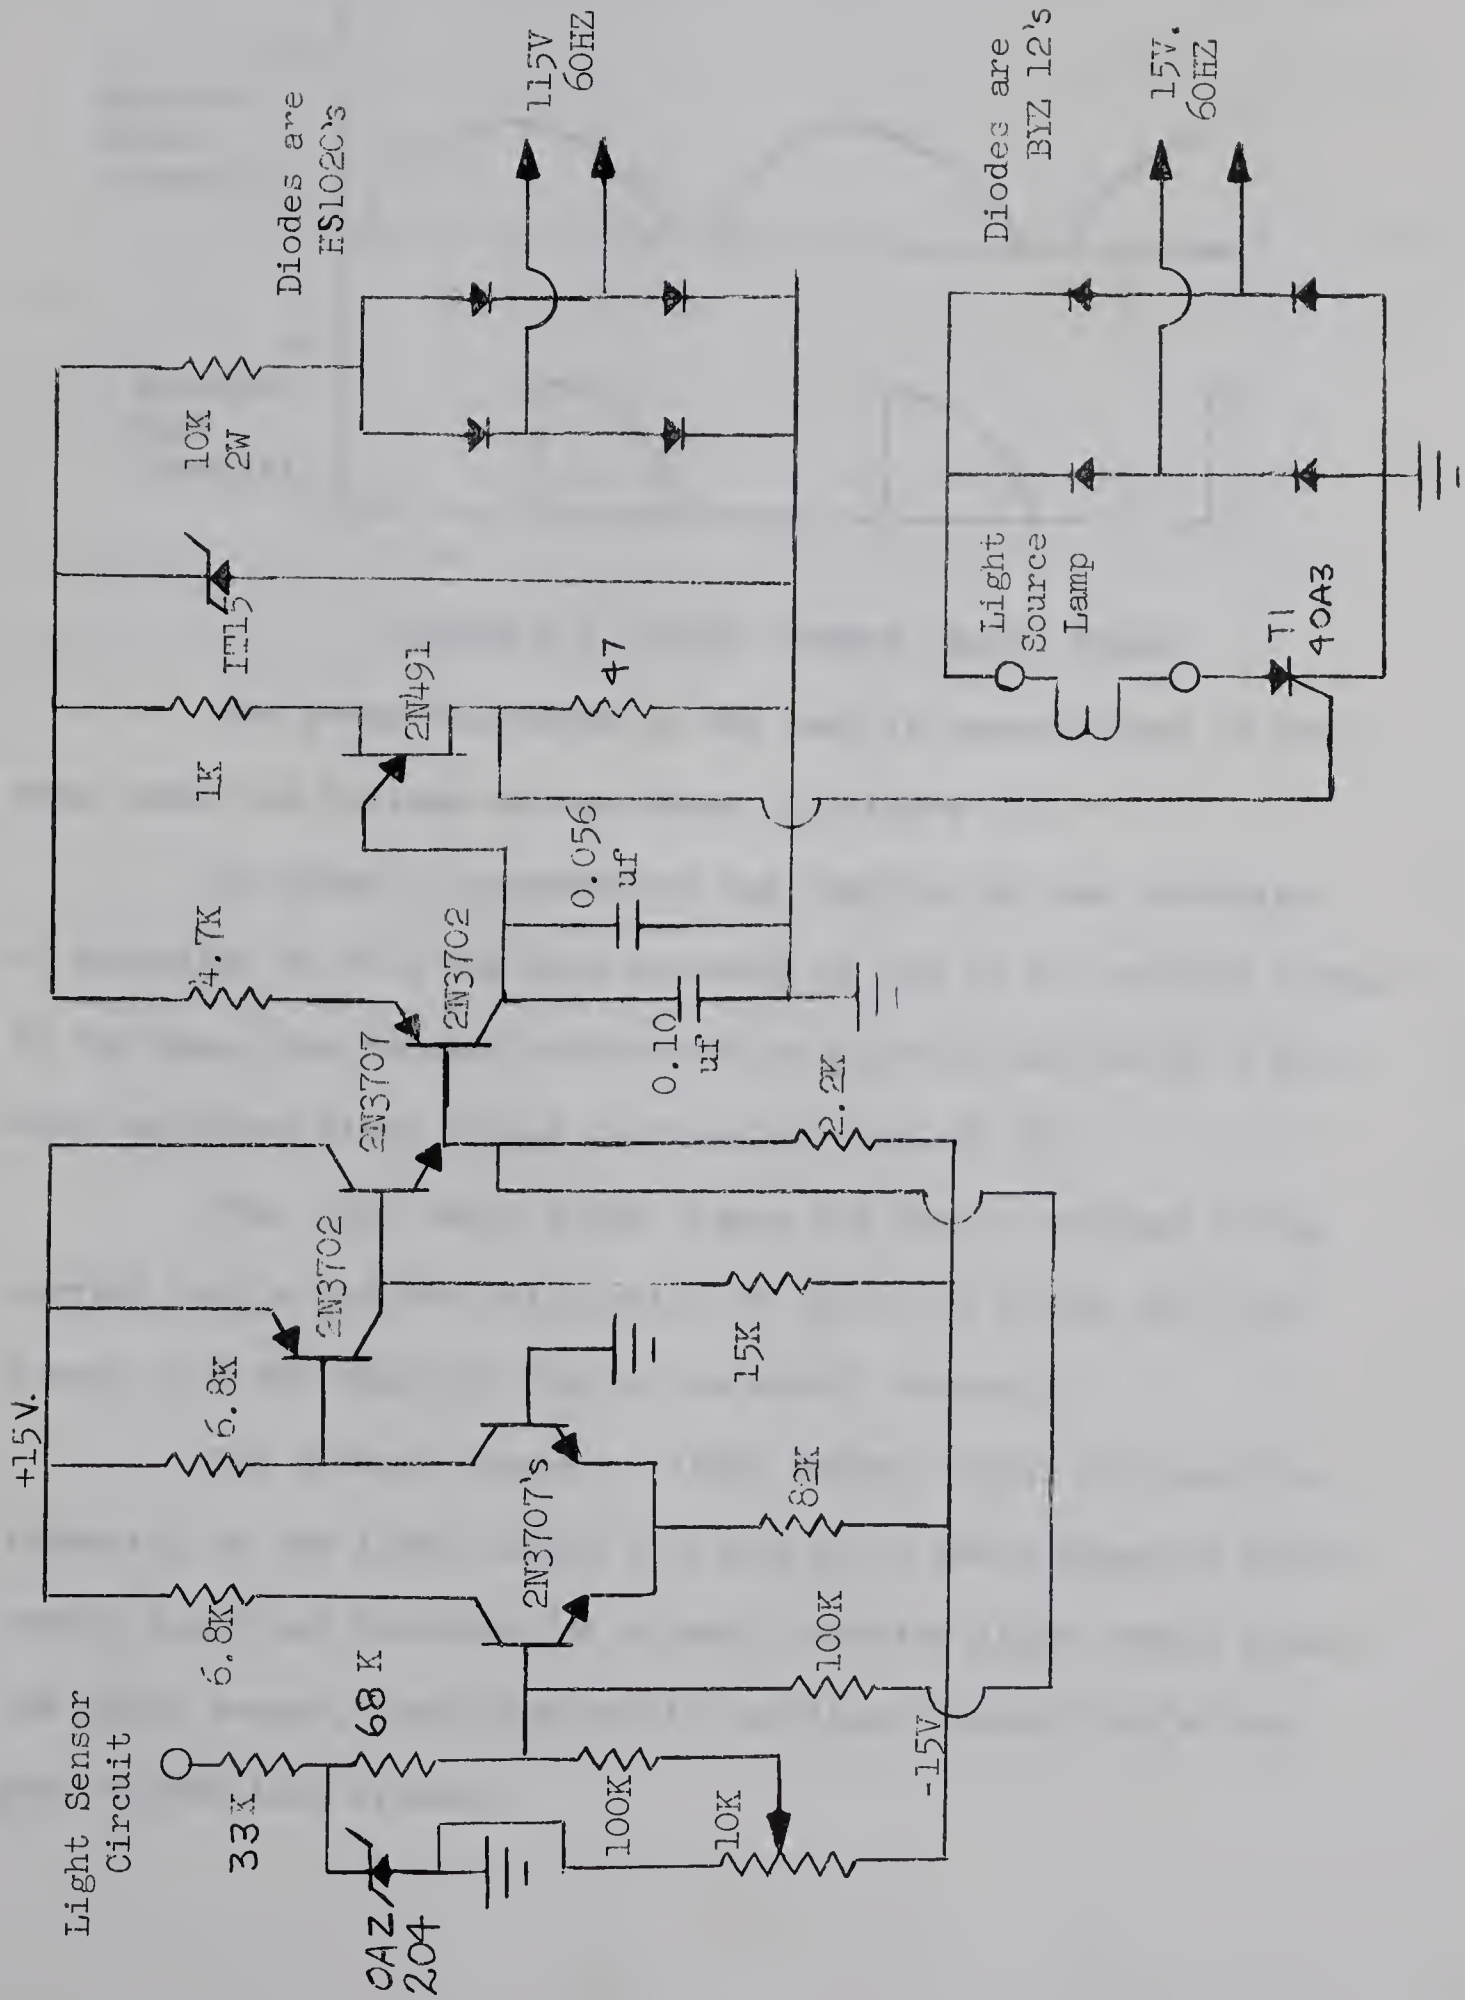 Light Sensor
Circuit
33K
68 K
OAZ
204
100K
10K
-15V
+15V.
6.8K
6.8K
2N3707's
100K
82K
2N3702
15K
2N3707
2N3702
2.2K
4.7K
0.10
uf
0.056
uf
1K
2N491
47
10K
2W
Diodes are
115V
60HZ
Light
Source
Lamp
T1
40A3
Diodes are
BYZ 12's
15V.
60HZ